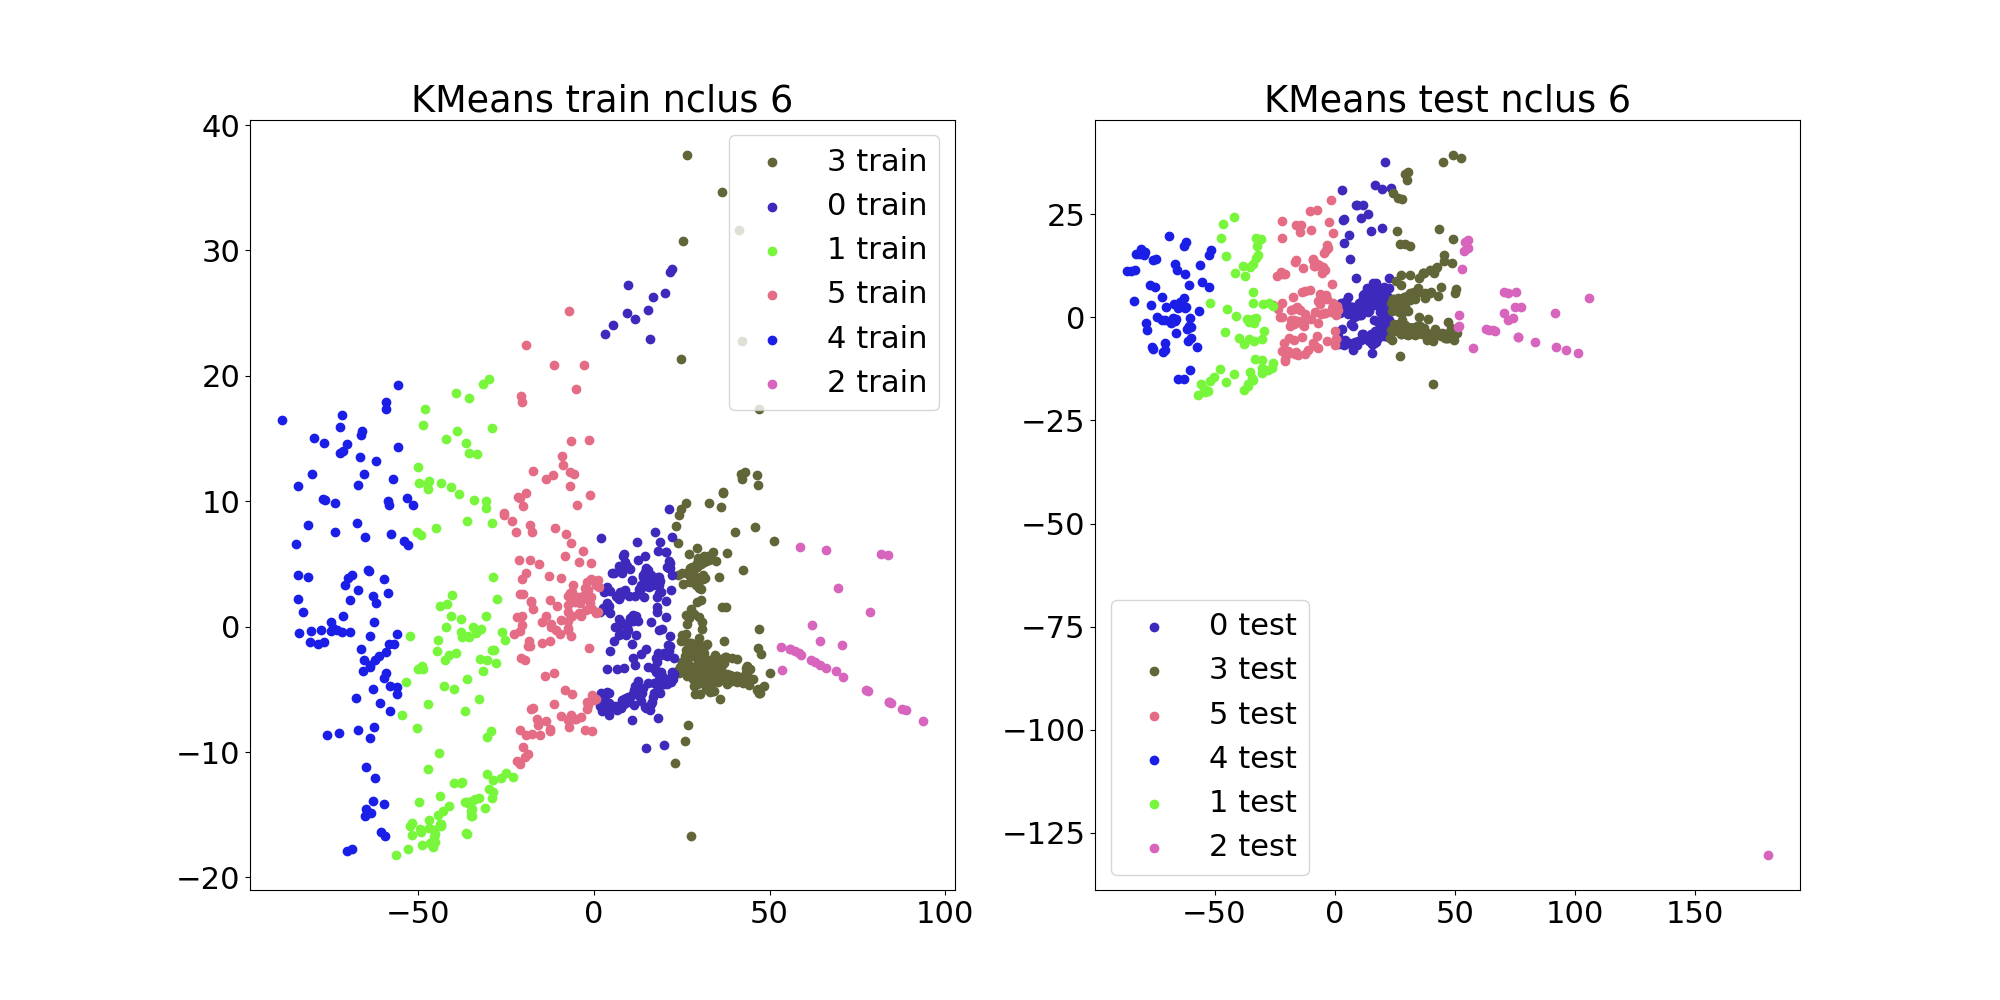 KMeans train nclus 6
40
30
20
10
0
−10
−20
−50
0
50
100
3 train
0 train
1 train
5 train
4 train
2 train
KMeans test nclus 6
25
0
−25
−50
−75
−100
−125
−50
0
50
100
150
0 test
3 test
5 test
4 test
1 test
2 test